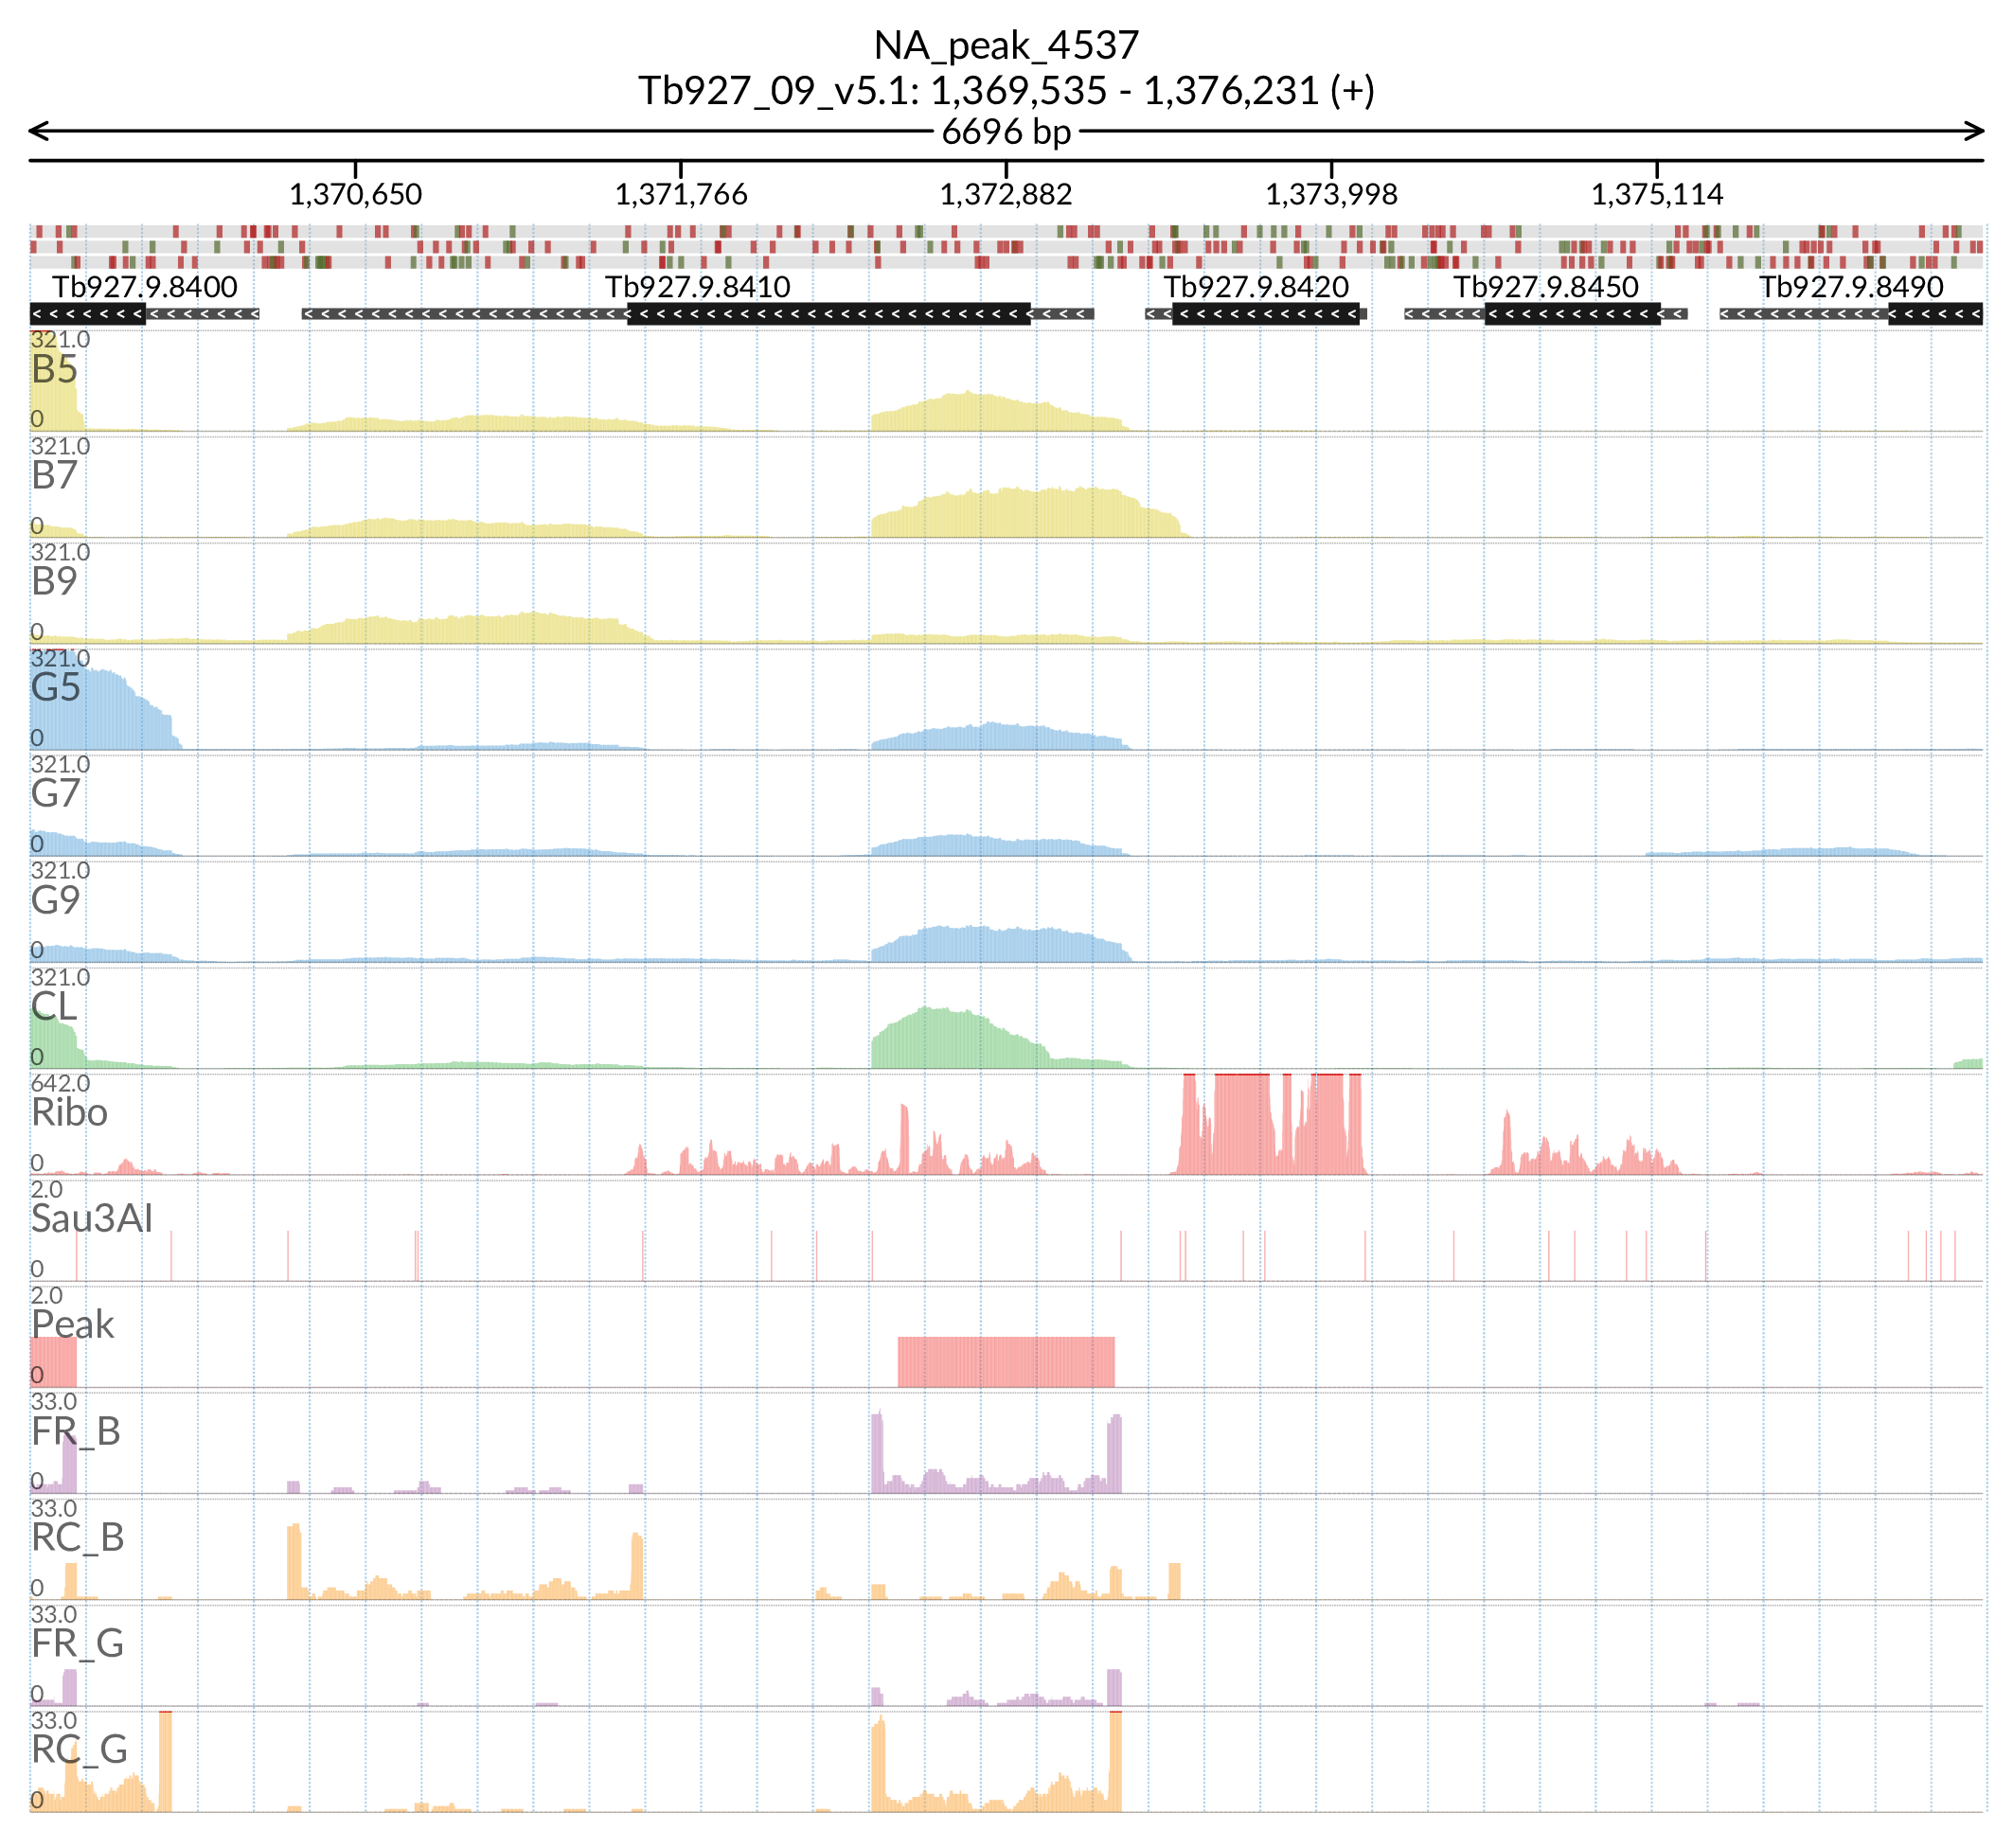 NA_peak_4537
Tb927_09_v5.1: 1,369,535 - 1,376,231 (+)
6696 bp
1,370,650 1,371,766 1,372,882 1,373,998 1,375,114
Tb927.9.8400 Tb927.9.8410 Tb927.9.8420 Tb927.9.8450 Tb927.9.8490
321.0
B5
0
321.0
B7
0
321.0
B9
0
321.0
G5
0
321.0
G7
0
321.0
G9
0
321.0
CL
0
642.0
Ribo
0
2.0
Sau3AI
0
2.0
Peak
0
33.0
FR_B
0
33.0
RC_B
0
33.0
FR_G
0
33.0
RC_G
0